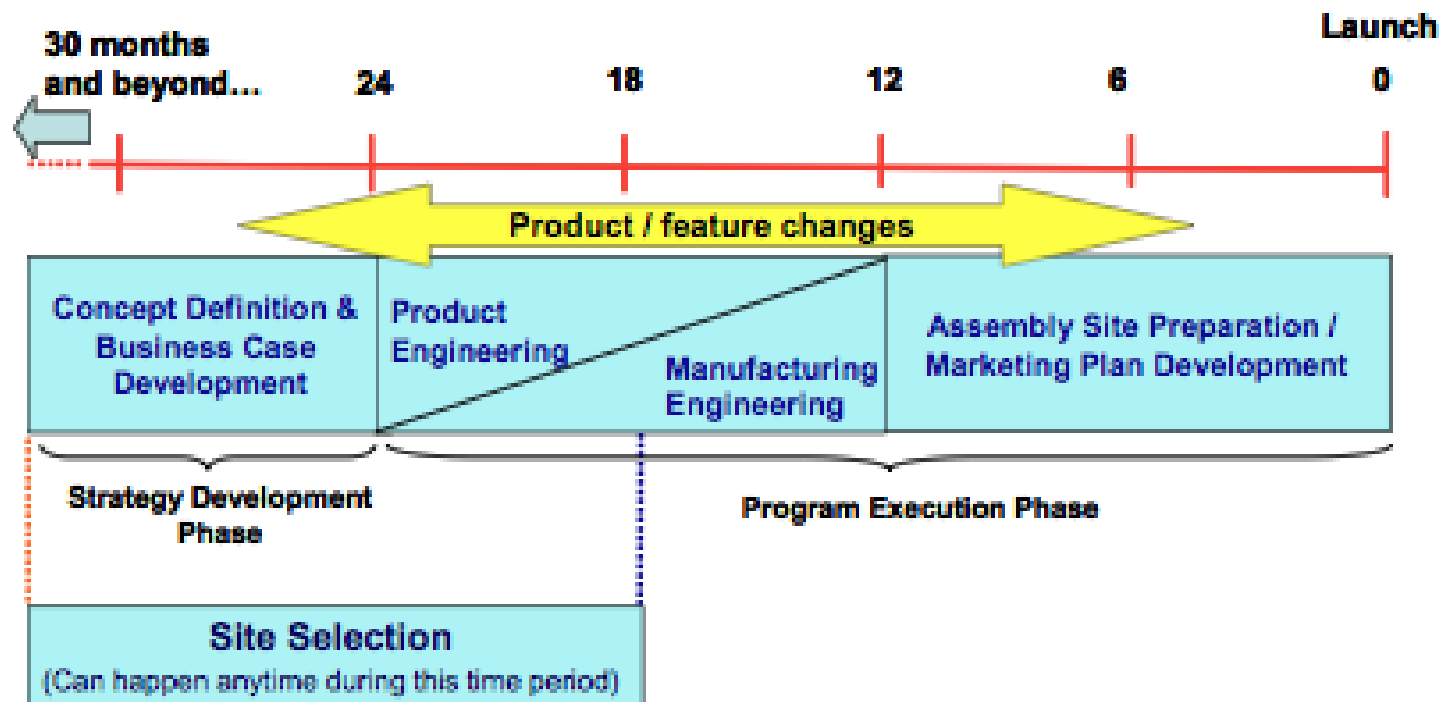 Launch
30 months
and beyond...
24
18
12
6
0
Product / feature changes
Concept Definition &
Business Case
Development
Product
Engineering
Manufacturing
Engineering
Assembly Site Preparation /
Marketing Plan Development
Strategy Development
Phase
Program Execution Phase
Site Selection
(Can happen anytime during this time period)